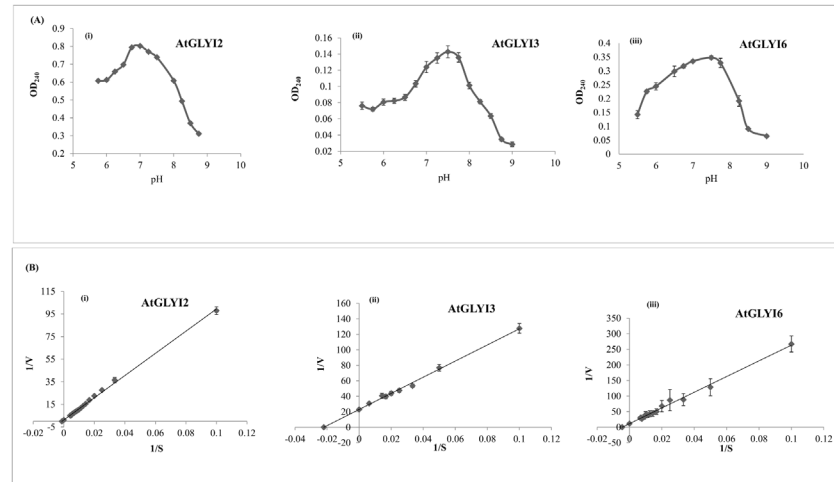 (A)
(i)
AtGLYI2
OD240
0.9
0.8
0.7
0.6
0.5
0.4
0.3
0.2
5 6 7 8 9 10
pH
(ii)
AtGLYI3
OD240
0.16
0.14
0.12
0.1
0.08
0.06
0.04
0.02
5 6 7 8 9 10
pH
(iii)
AtGLYI6
OD240
0.4
0.35
0.3
0.25
0.2
0.15
0.1
0.05
0
5 6 7 8 9 10
pH
(B)
(i)
AtGLYI2
1/V
115
95
75
55
35
15
-5
-0.02 0 0.02 0.04 0.06 0.08 0.1 0.12
1/S
(ii)
AtGLYI3
1/V
160
140
120
100
80
60
40
20
0
-20
-0.04 -0.02 0 0.02 0.04 0.06 0.08 0.1 0.12
1/S
(iii)
AtGLYI6
1/V
400
350
300
250
200
150
100
50
0
-50
-0.02 0 0.02 0.04 0.06 0.08 0.1 0.12
1/S